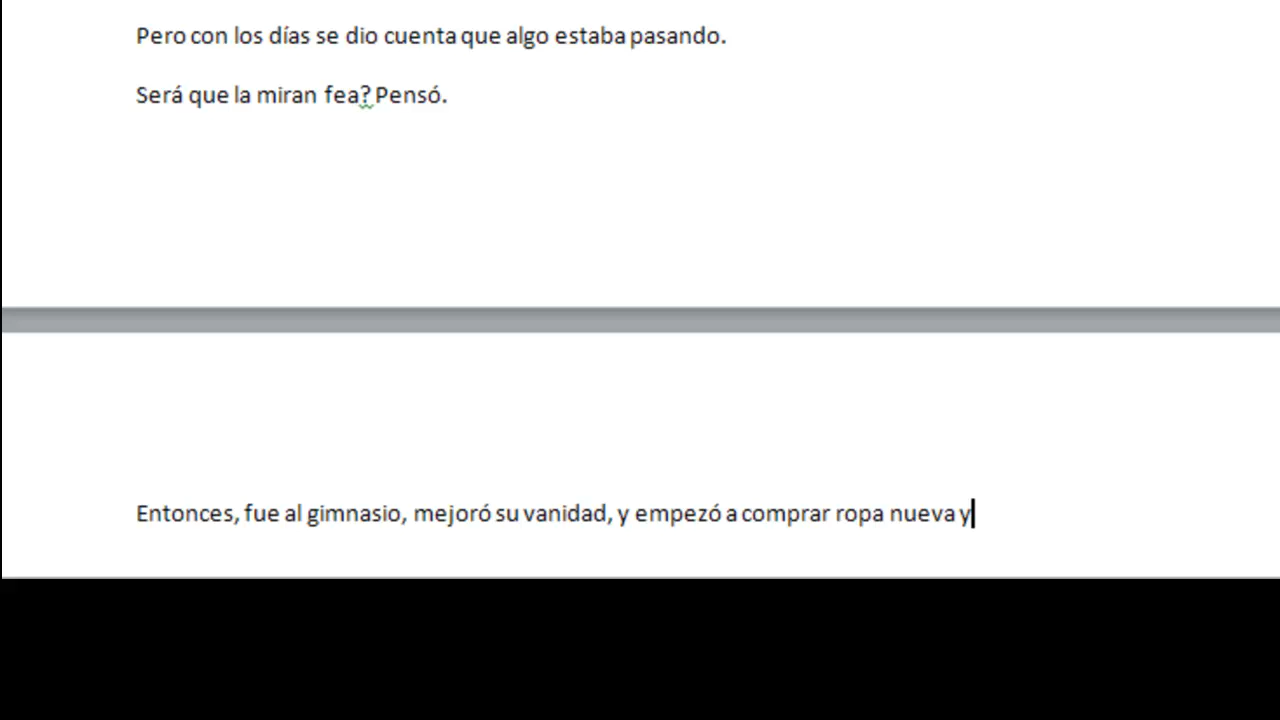 Pero con los días se dio cuenta que algo estaba pasando.
Será que la miran fea? Pensó.
Entonces, fue al gimnasio, mejoró su vanidad, y empezó a comprar ropa nueva y